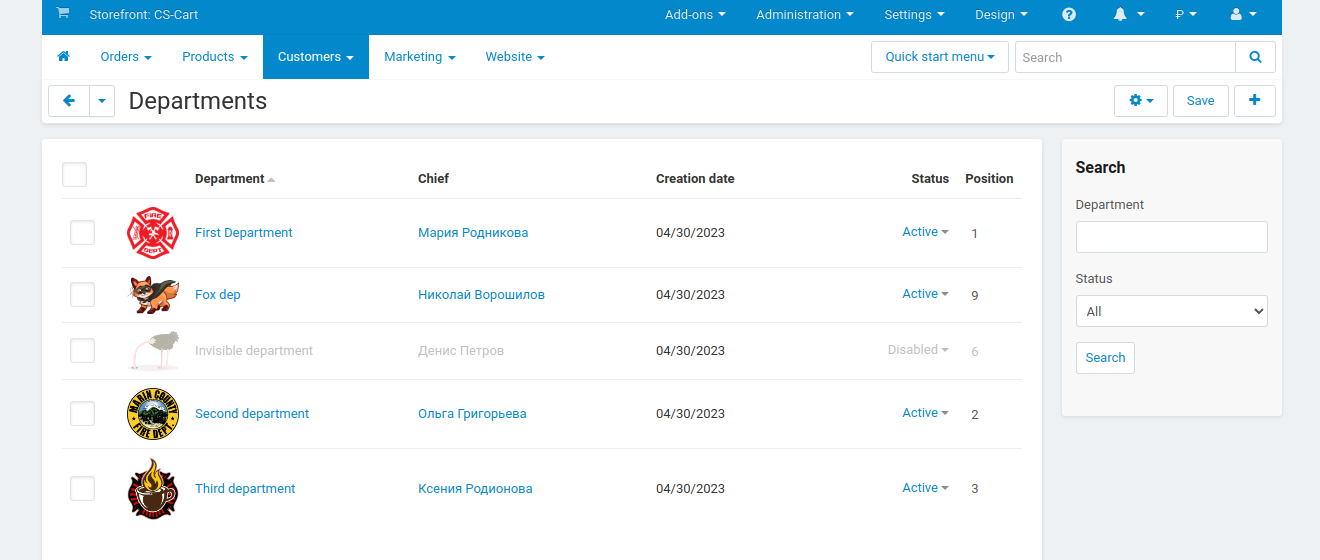 Storefront: CS-Cart Add-ons Administration Settings Design ₽
Orders Products Customers Marketing Website Quick start menu Search
Departments Save
Department Chief Creation date Status Position
FIRE
DEPT.
First Department Мария Родникова 04/30/2023 Active 1
Fox dep Николай Ворошилов 04/30/2023 Active 9
Invisible department Денис Петров 04/30/2023 Disabled 6
MARIN COUNTY
FIRE DEPT.
Second department Ольга Григорьева 04/30/2023 Active 2
Third department Ксения Родионова 04/30/2023 Active 3
Search
Department
Status
All
Search